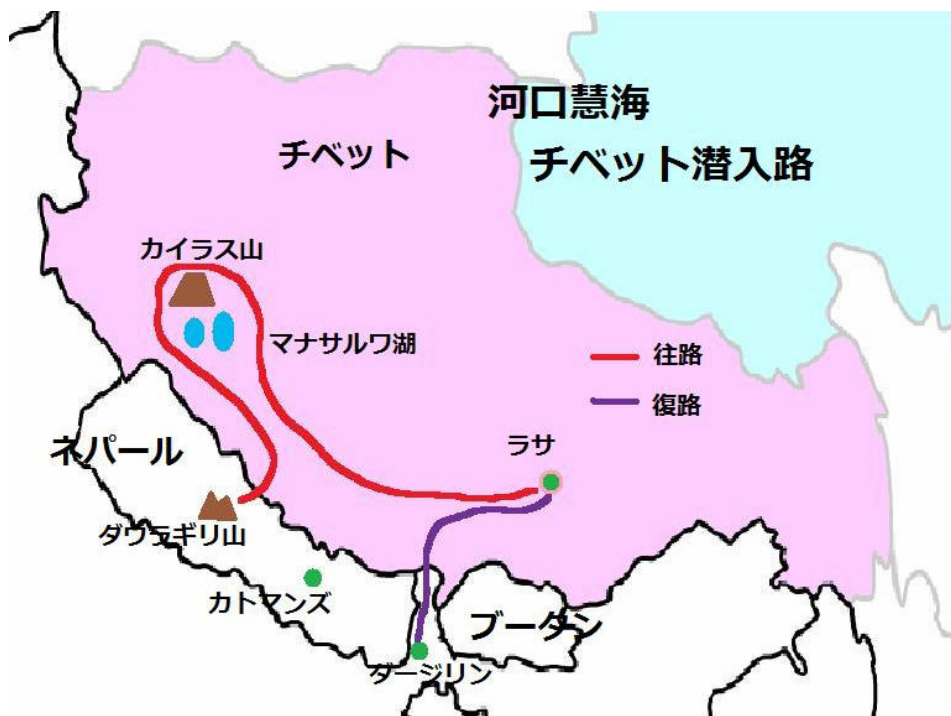 河口慧海
チベット潜入路
チベット
カイラス山
マナサルワ湖
往路
復路
ネパール
ラサ
ダウラギリ山
カトマンズ
ブータン
ダージリン